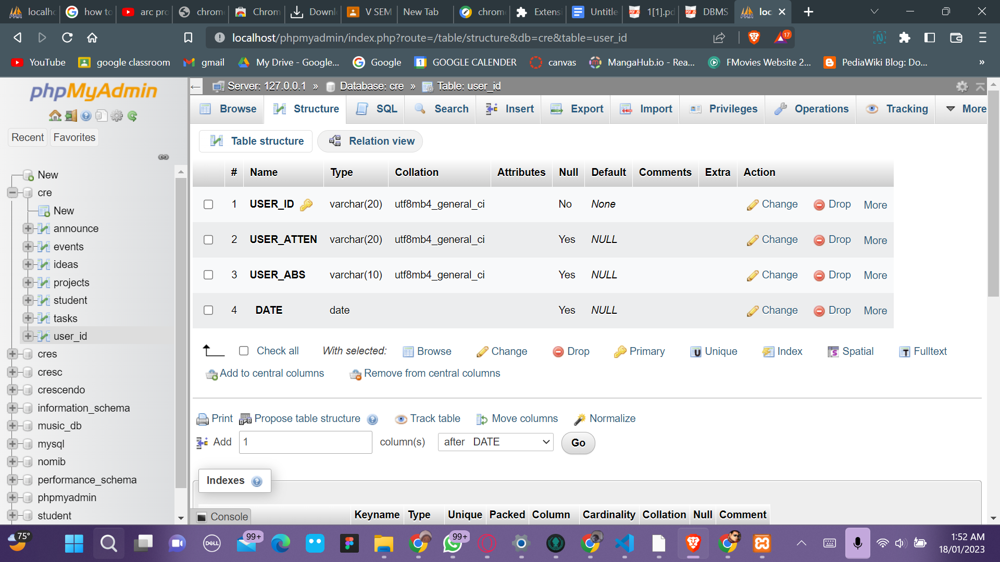 localhc
how to
arc pro
chrome
Chrom
Downl
V SEM
New Tab
chrome
Extensi
Untitle
1[1].pd
DBMS
loc
localhost/phpmyadmin/index.php?route=/table/structure&db=cre&table=user_id
17
YouTube
google classroom
gmail
My Drive - Google...
Google
GOOGLE CALENDER
canvas
MangaHub.io - Rea...
FMovies Website 2...
PediaWiki Blog: Do...
»
phpMyAdmin
Recent
Favorites
New
cre
New
announce
events
ideas
projects
student
tasks
user_id
cres
cresc
crescendo
information_schema
music_db
mysql
nomib
performance_schema
phpmyadmin
student
Server: 127.0.0.1 » Database: cre » Table: user_id
Browse
Structure
SQL
Search
Insert
Export
Import
Privileges
Operations
Tracking
More
Table structure
Relation view
# Name Type Collation Attributes Null Default Comments Extra Action
1 USER_ID varchar(20) utf8mb4_general_ci No None Change Drop More
2 USER_ATTEN varchar(20) utf8mb4_general_ci Yes NULL Change Drop More
3 USER_ABS varchar(10) utf8mb4_general_ci Yes NULL Change Drop More
4 DATE date Yes NULL Change Drop More
Check all With selected: Browse Change Drop Primary Unique Index Spatial Fulltext
Add to central columns Remove from central columns
Print Propose table structure Track table Move columns Normalize
Add 1 column(s) after DATE Go
Indexes
Console
Keyname Type Unique Packed Column Cardinality Collation Null Comment
75°
DELL
99+
99+
1:52 AM
18/01/2023